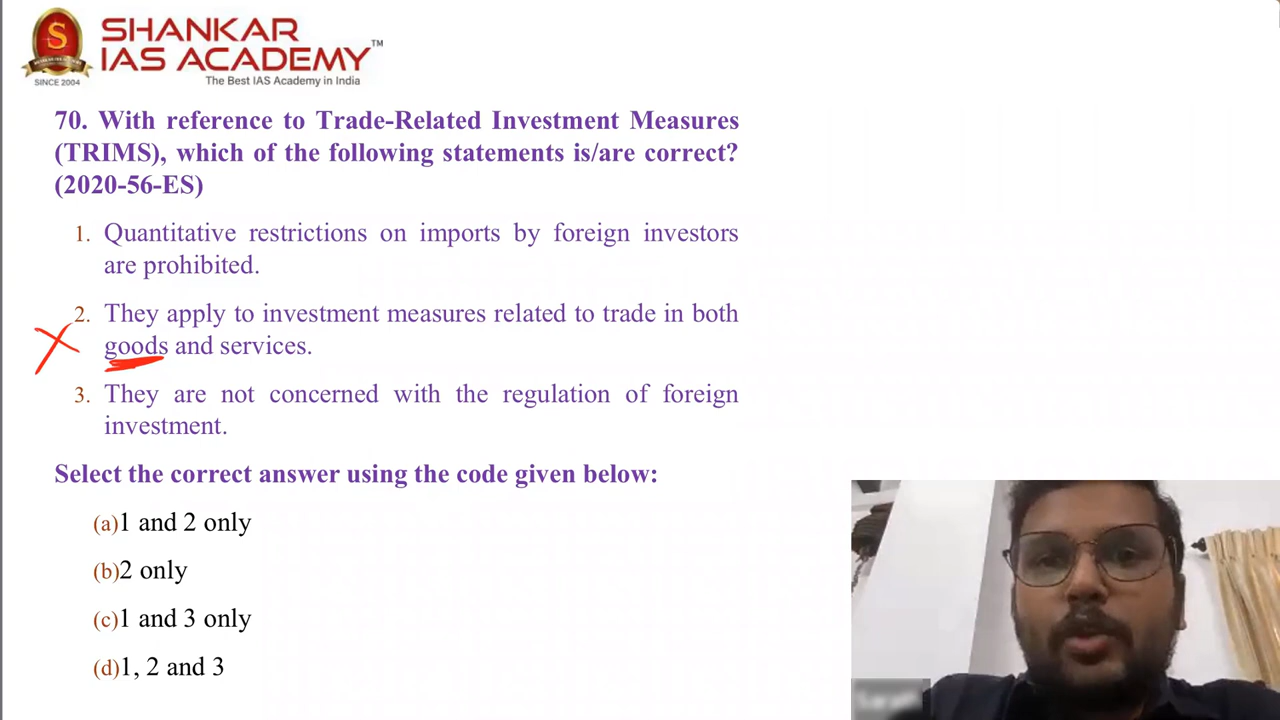 SHANKAR
IAS ACADEMY™
The Best IAS Academy in India
S
SINCE 2004
70. With reference to Trade-Related Investment Measures
(TRIMS), which of the following statements is/are correct?
(2020-56-ES)
1. Quantitative restrictions on imports by foreign investors
are prohibited.
2. They apply to investment measures related to trade in both
goods and services.
3. They are not concerned with the regulation of foreign
investment.
Select the correct answer using the code given below:
(a)1 and 2 only
(b)2 only
(c)1 and 3 only
(d)1, 2 and 3